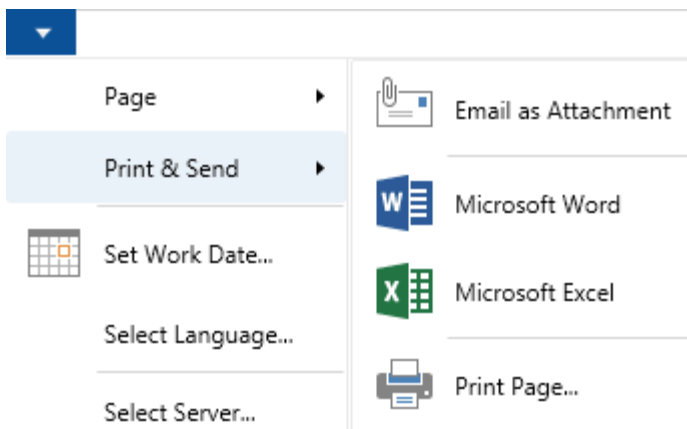 Page
Print & Send
Set Work Date...
Select Language...
Select Server...
Email as Attachment
W
Microsoft Word
X
Microsoft Excel
Print Page...